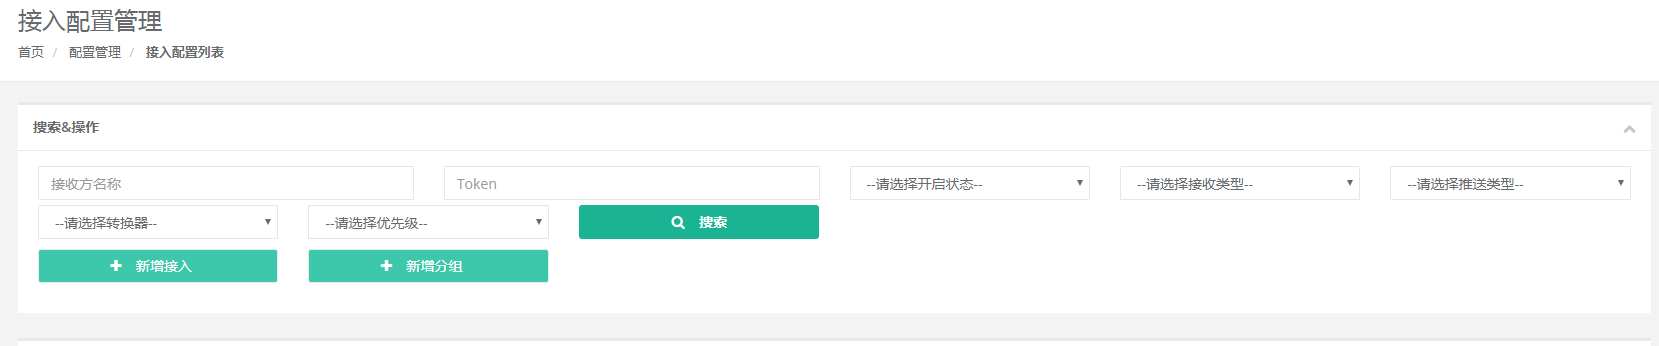 接入配置管理
首页 / 配置管理 / 接入配置列表
搜索&操作
接收方名称 Token --请选择开启状态-- --请选择接收类型-- --请选择推送类型--
--请选择转换器-- --请选择优先级-- 搜索
新增接入 新增分组